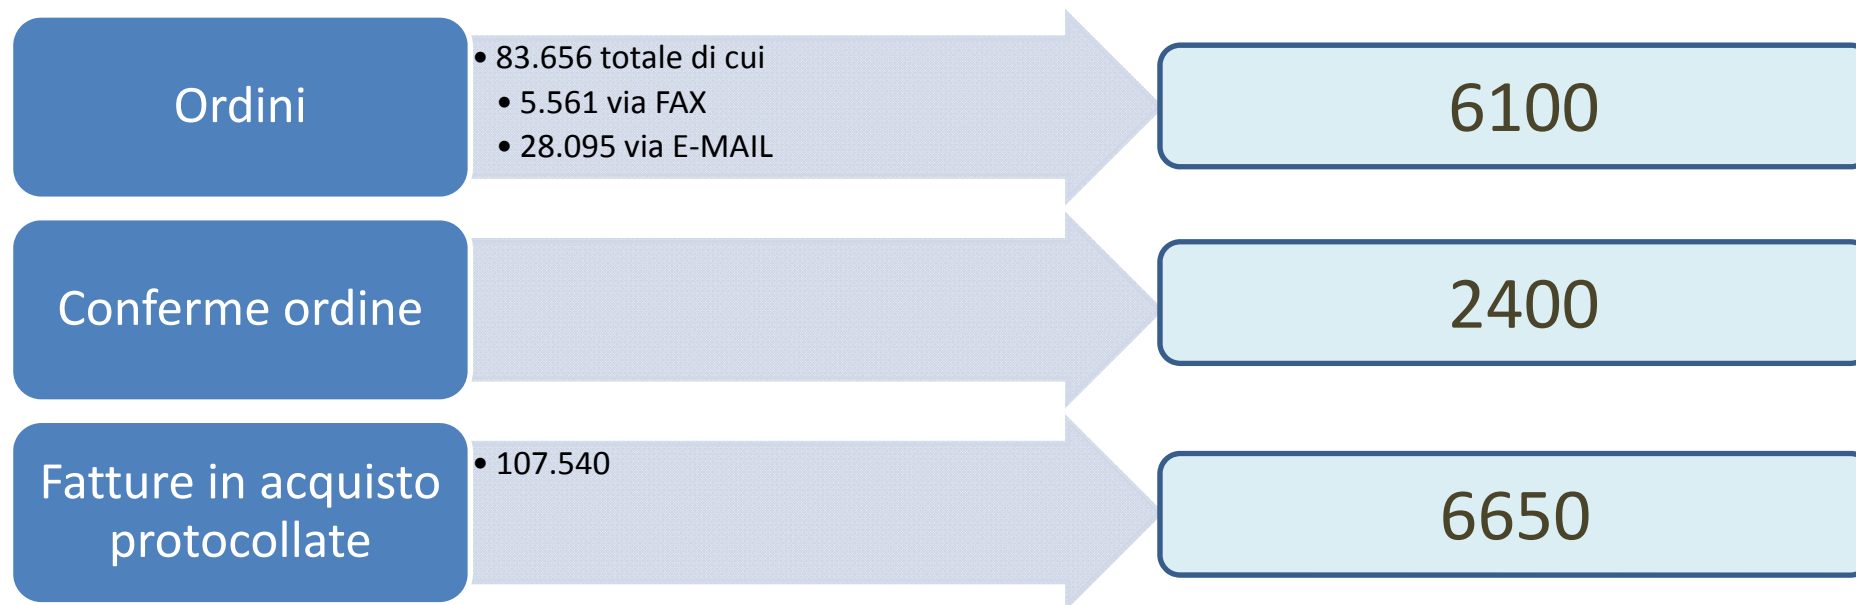 Ordini
• 83.656 totale di cui
• 5.561 via FAX
• 28.095 via E-MAIL
6100
Conferme ordine
2400
Fatture in acquisto
protocollate
• 107.540
6650